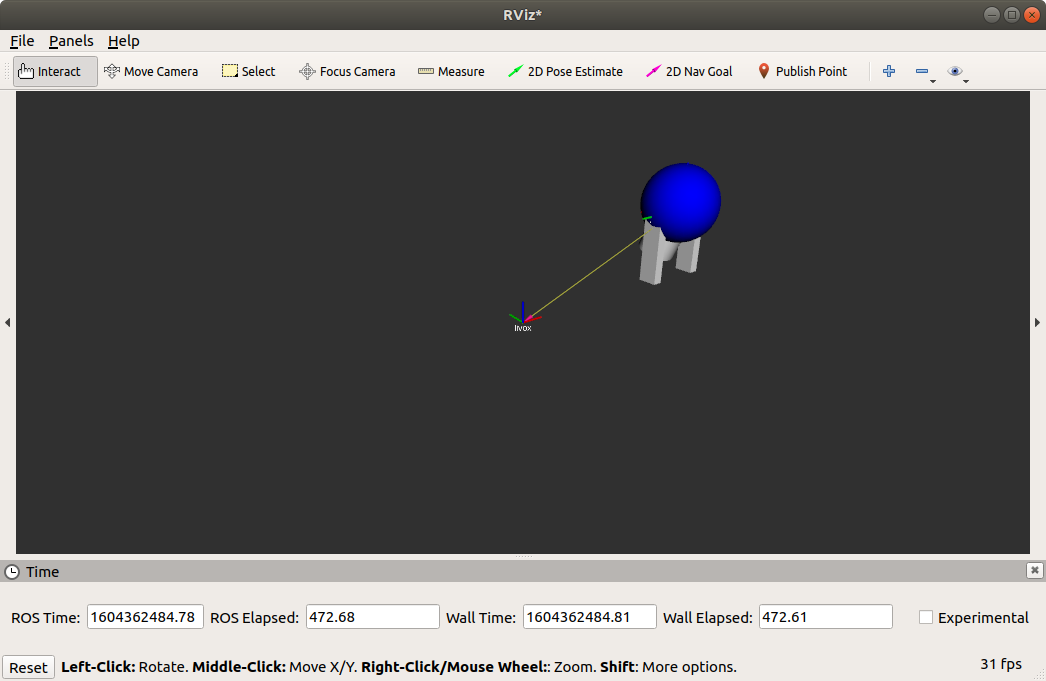 RViz*
File Panels Help
Interact Move Camera Select Focus Camera Measure 2D Pose Estimate 2D Nav Goal Publish Point
livox
Time
ROS Time: 1604362484.78 ROS Elapsed: 472.68 Wall Time: 1604362484.81 Wall Elapsed: 472.61 Experimental
Reset Left-Click: Rotate. Middle-Click: Move X/Y. Right-Click/Mouse Wheel:: Zoom. Shift: More options. 31 fps